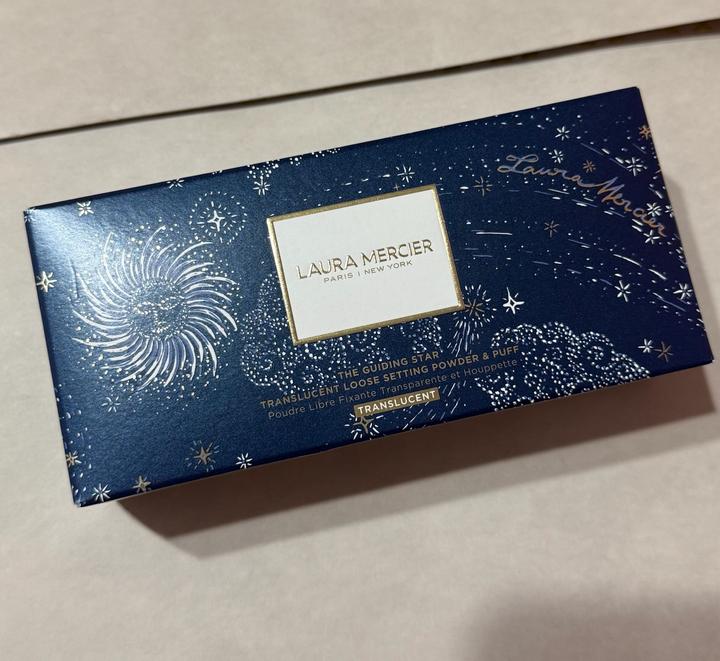 Laura Mercier
LAURA MERCIER
PARIS | NEW YORK
THE GUIDING STAR
TRANSLUCENT LOOSE SETTING POWDER & PUFF
Poudre Libre Fixante Transparente et Houppette
TRANSLUCENT